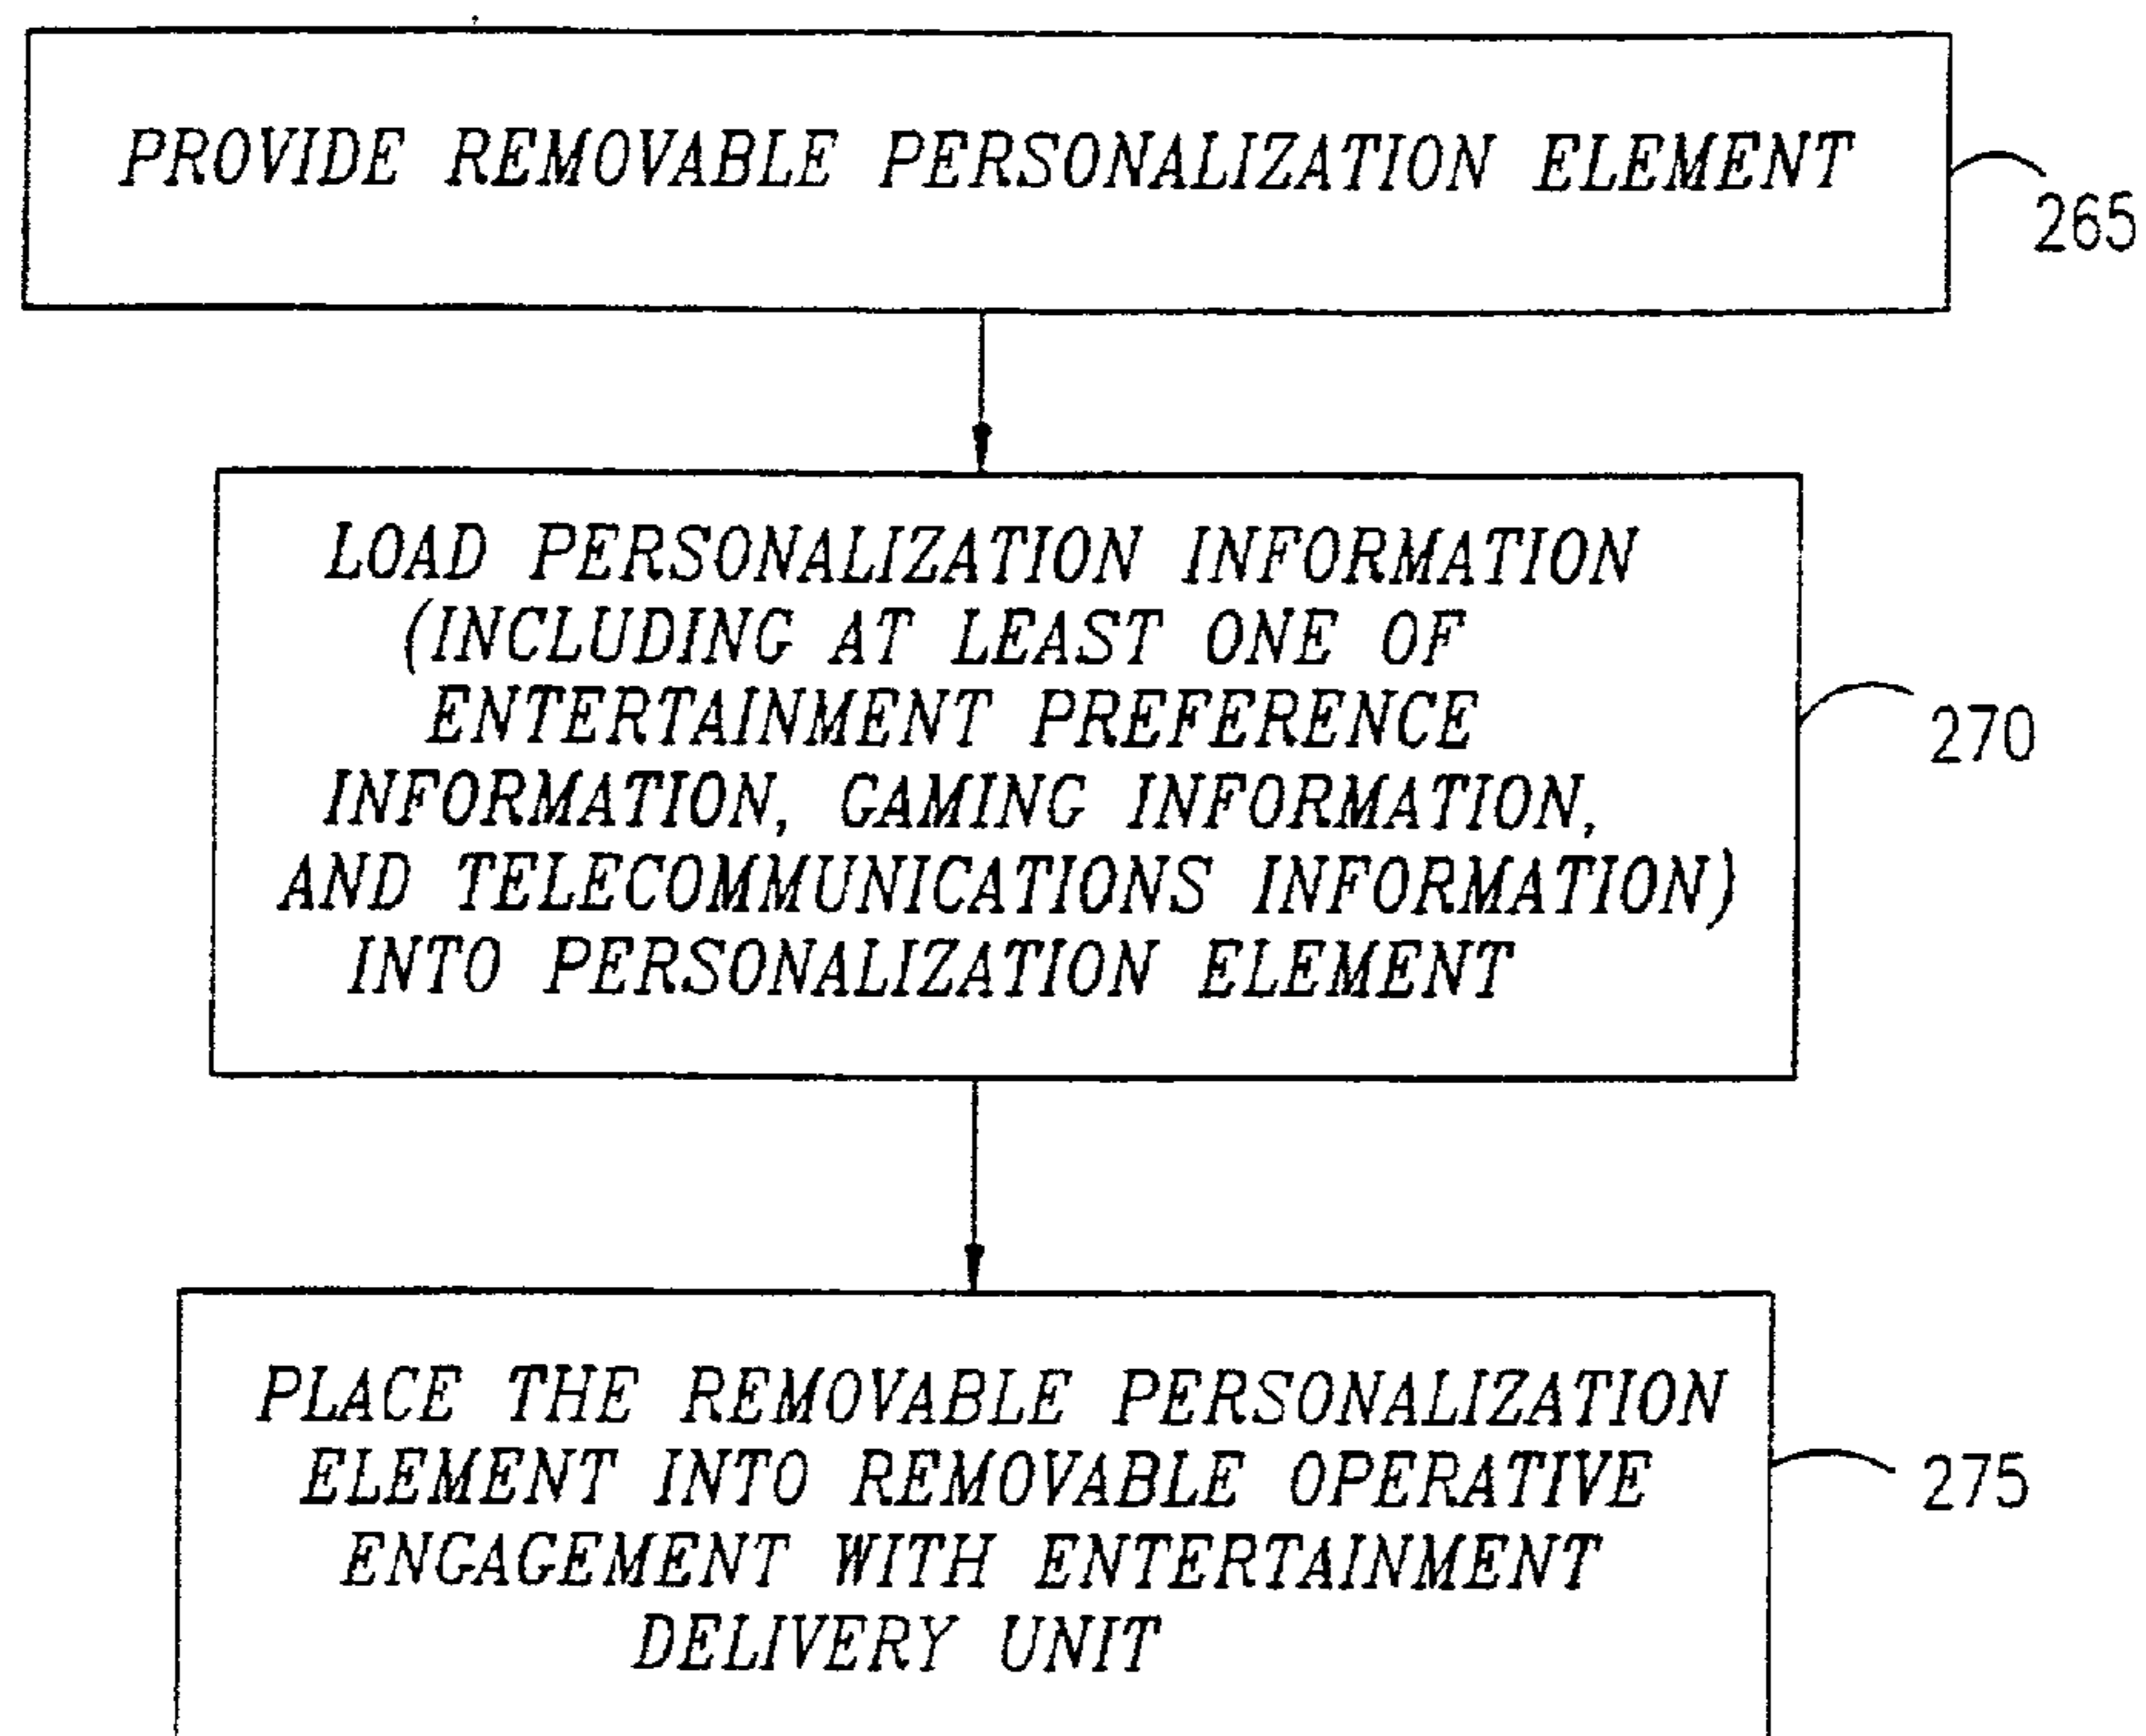 PROVIDE REMOVABLE PERSONALIZATION ELEMENT
265
LOAD PERSONALIZATION INFORMATION
(INCLUDING AT LEAST ONE OF
ENTERTAINMENT PREFERENCE
INFORMATION, GAMING INFORMATION,
AND TELECOMMUNICATIONS INFORMATION)
INTO PERSONALIZATION ELEMENT
270
PLACE THE REMOVABLE PERSONALIZATION
ELEMENT INTO REMOVABLE OPERATIVE
ENGAGEMENT WITH ENTERTAINMENT
DELIVERY UNIT
275